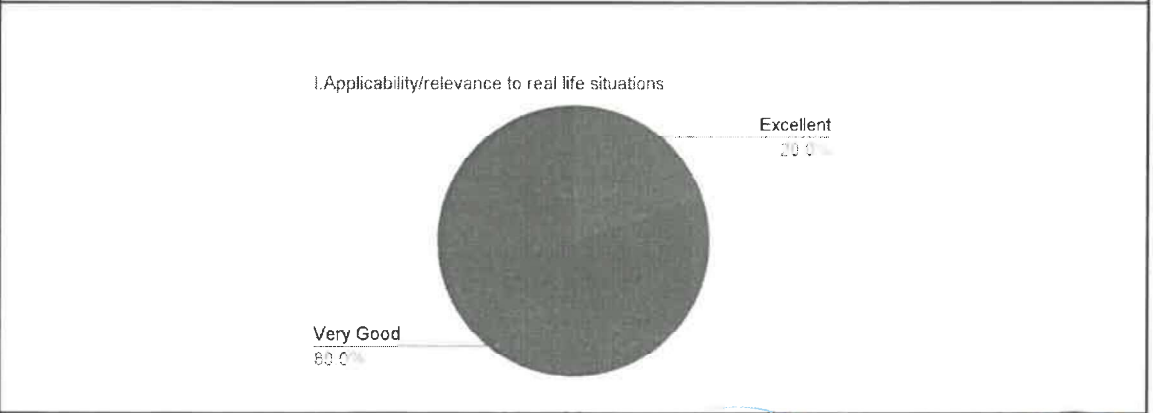 I.Applicability/relevance to real life situations
Excellent
20.0%
Very Good
80.0%